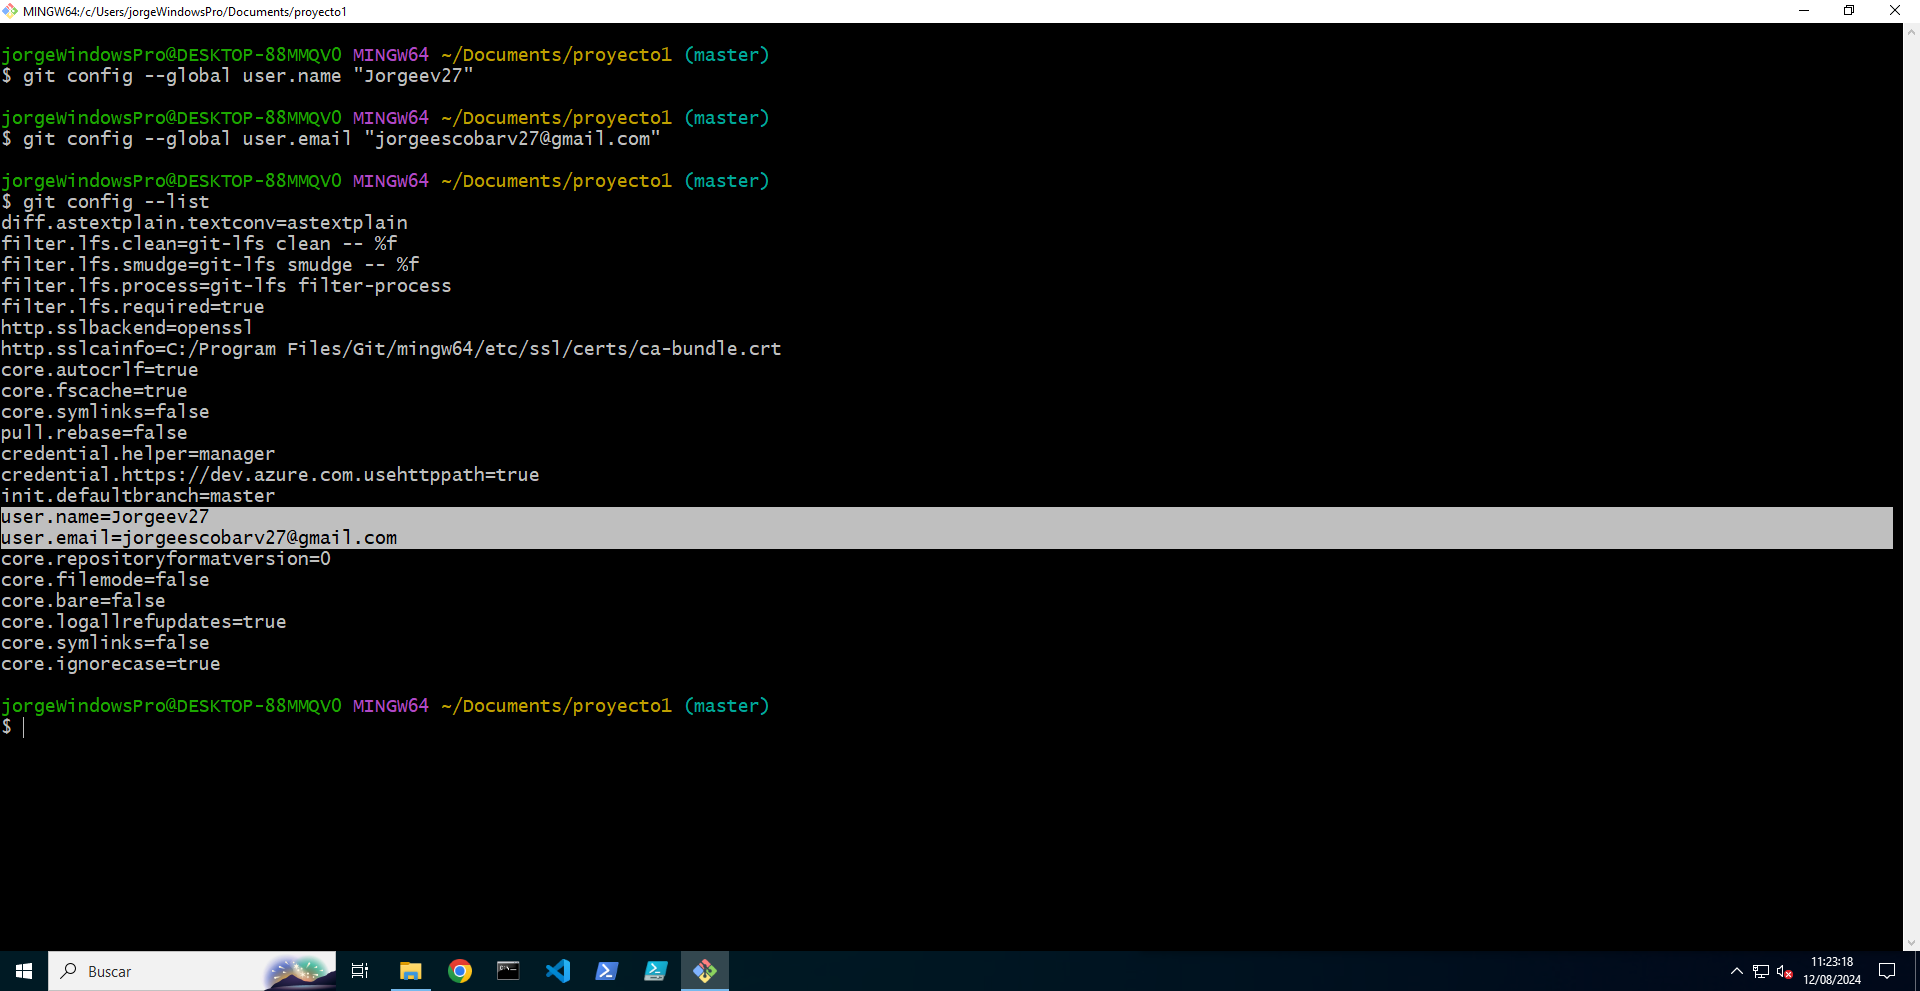 MINGW64:/c/Users/jorgeWindowsPro/Documents/proyecto1
jorgeWindowsPro@DESKTOP-88MMQV0 MINGW64 ~/Documents/proyecto1 (master)
$ git config --global user.name "Jorgeev27"
jorgeWindowsPro@DESKTOP-88MMQV0 MINGW64 ~/Documents/proyecto1 (master)
$ git config --global user.email "jorgeescobarv27@gmail.com"
jorgeWindowsPro@DESKTOP-88MMQV0 MINGW64 ~/Documents/proyecto1 (master)
$ git config --list
diff.astextplain.textconv=astextplain
filter.lfs.clean=git-lfs clean -- %f
filter.lfs.smudge=git-lfs smudge -- %f
filter.lfs.process=git-lfs filter-process
filter.lfs.required=true
http.sslbackend=openssl
http.sslcainfo=C:/Program Files/Git/mingw64/etc/ssl/certs/ca-bundle.crt
core.autocrlf=true
core.fscache=true
core.symlinks=false
pull.rebase=false
credential.helper=manager
credential.https://dev.azure.com.usehttppath=true
init.defaultbranch=master
user.name=Jorgeev27
user.email=jorgeescobarv27@gmail.com
core.repositoryformatversion=0
core.filemode=false
core.bare=false
core.logallrefupdates=true
core.symlinks=false
core.ignorecase=true
jorgeWindowsPro@DESKTOP-88MMQV0 MINGW64 ~/Documents/proyecto1 (master)
$
Buscar
11:23:18
12/08/2024